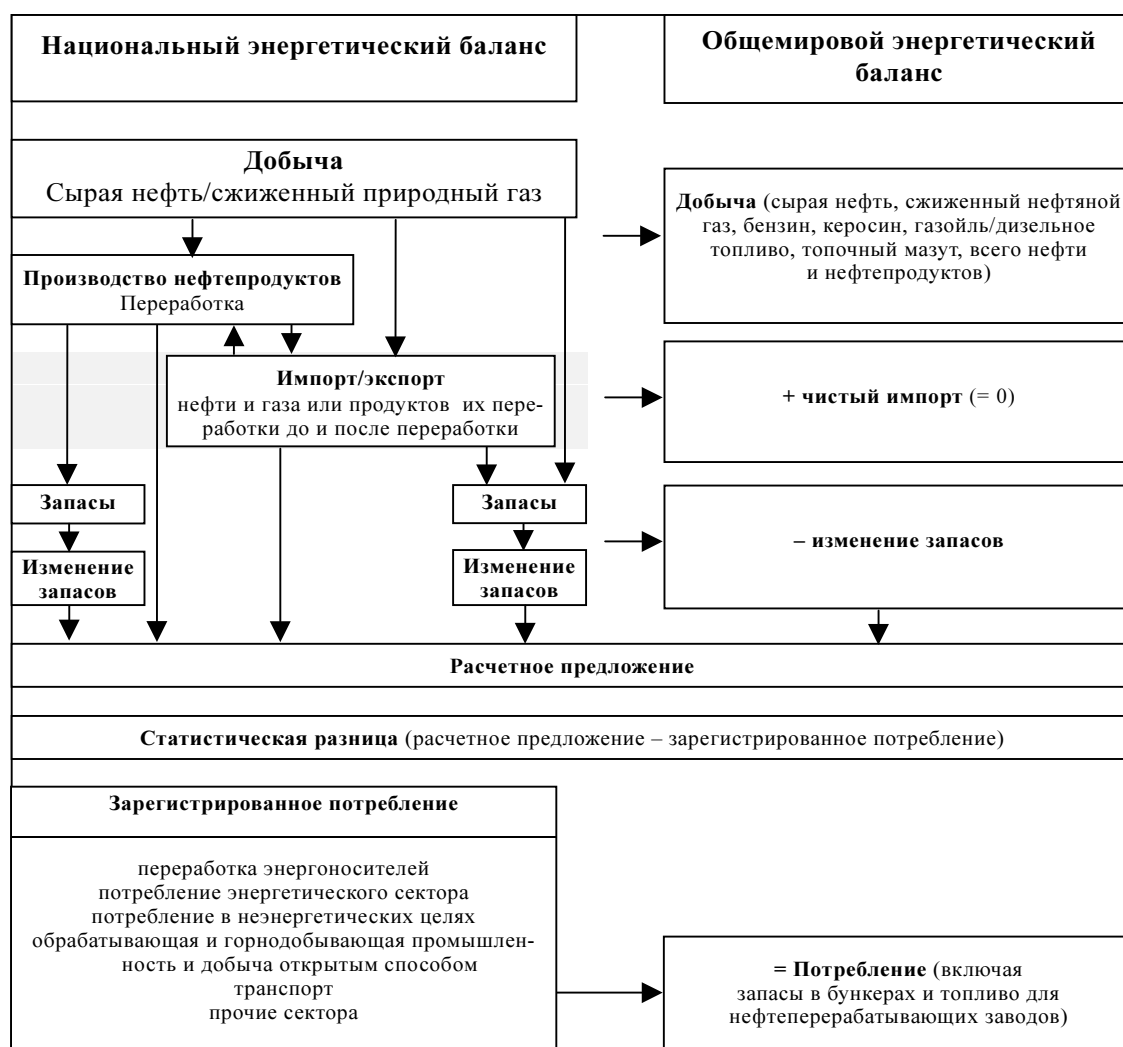 Национальный энергетический баланс
Общемировой энергетический
баланс
Добыча
Сырая нефть/сжиженный природный газ
Добыча (сырая нефть, сжиженный нефтяной
газ, бензин, керосин, газойль/дизельное
топливо, топочный мазут, всего нефти
и нефтепродуктов)
Производство нефтепродуктов
Переработка
Импорт/экспорт
нефти и газа или продуктов их пере-
работки до и после переработки
+ чистый импорт (= 0)
Запасы
Запасы
– изменение запасов
Изменение
запасов
Изменение
запасов
Расчетное предложение
Статистическая разница (расчетное предложение – зарегистрированное потребление)
Зарегистрированное потребление
переработка энергоносителей
потребление энергетического сектора
потребление в неэнергетических целях
обрабатывающая и горнодобывающая промышлен-
ность и добыча открытым способом
транспорт
прочие сектора
= Потребление (включая
запасы в бункерах и топливо для
нефтеперерабатывающих заводов)